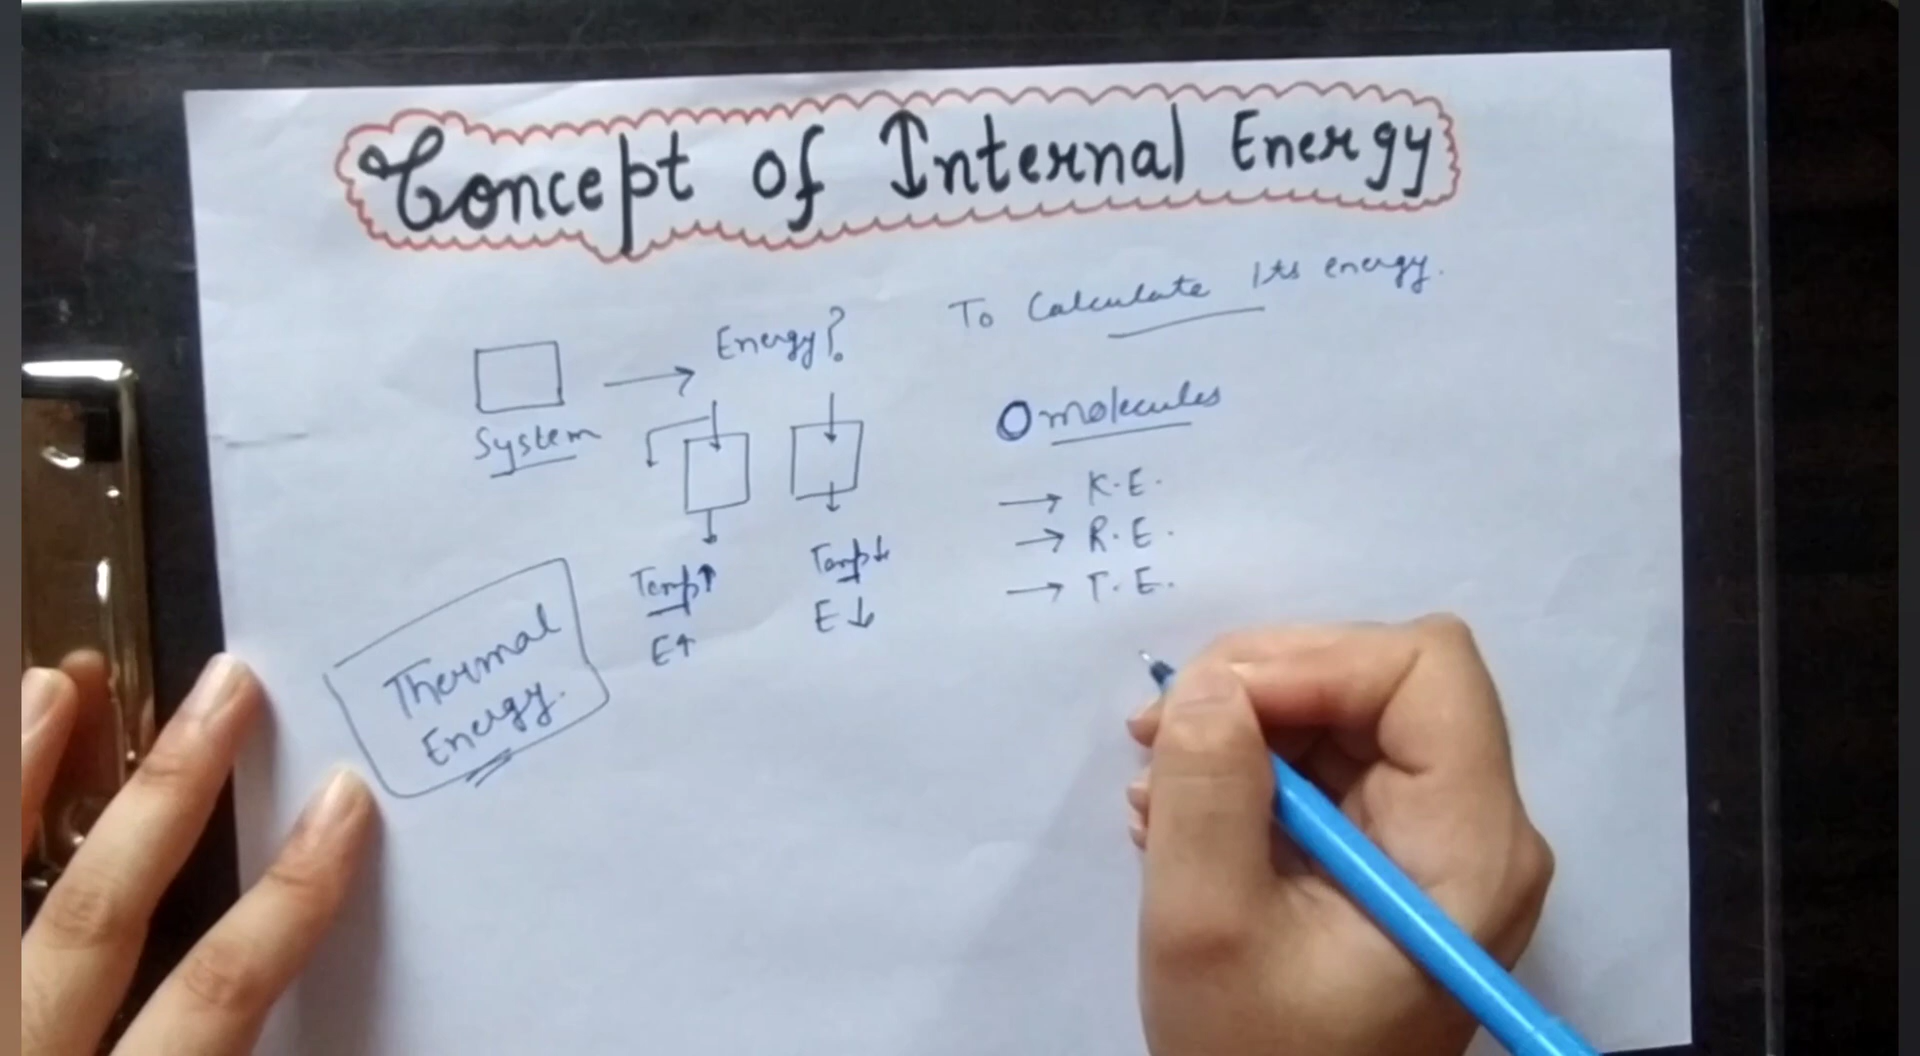 Concept of Internal Energy
To Calculate its energy.
Energy?
System
O molecules
→ K.E.
→ R.E.
→ T.E.
Temp↑
E↑
Temp↓
E↓
Thermal
Energy.